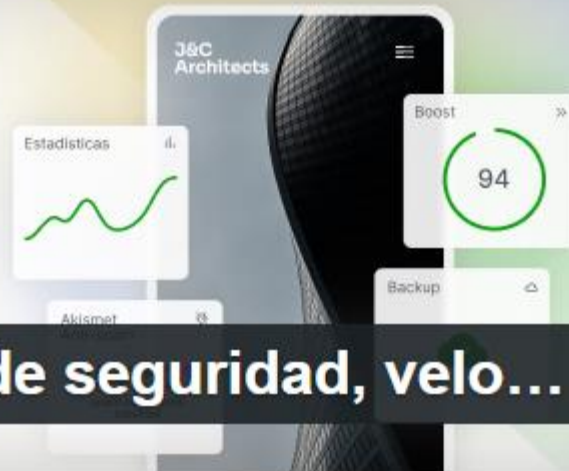 J&C
Architects
Estadísticas
Boost
94
Backup
Akismet
de seguridad, velo…